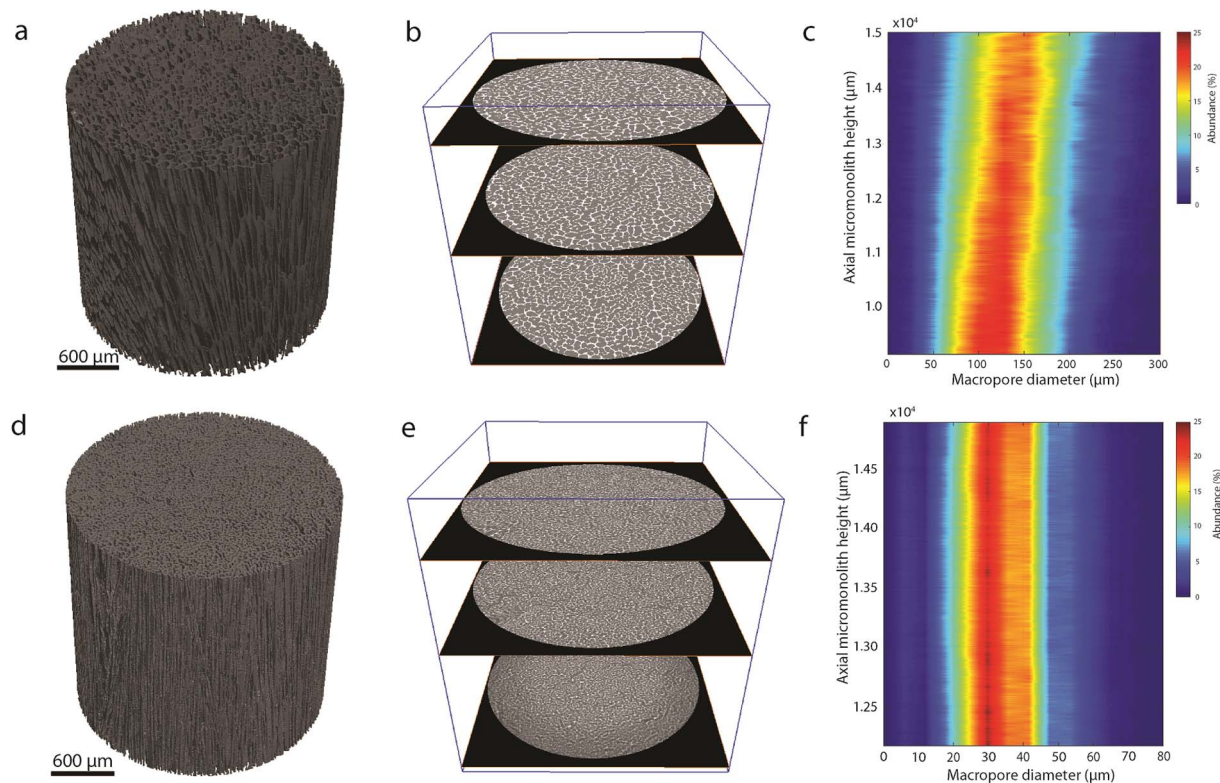 a
600 µm
b
c
x10⁴
Axial micromonolith height (µm)
1.5
1.4
1.3
1.2
1.1
1.0
0 50 100 150 200 250 300
Macropore diameter (µm)
25
20
15
10
5
0
Abundance (%)
d
600 µm
e
f
x10⁴
Axial micromonolith height (µm)
1.45
1.40
1.35
1.30
1.25
0 10 20 30 40 50 60 70 80
Macropore diameter (µm)
25
20
15
10
5
0
Abundance (%)